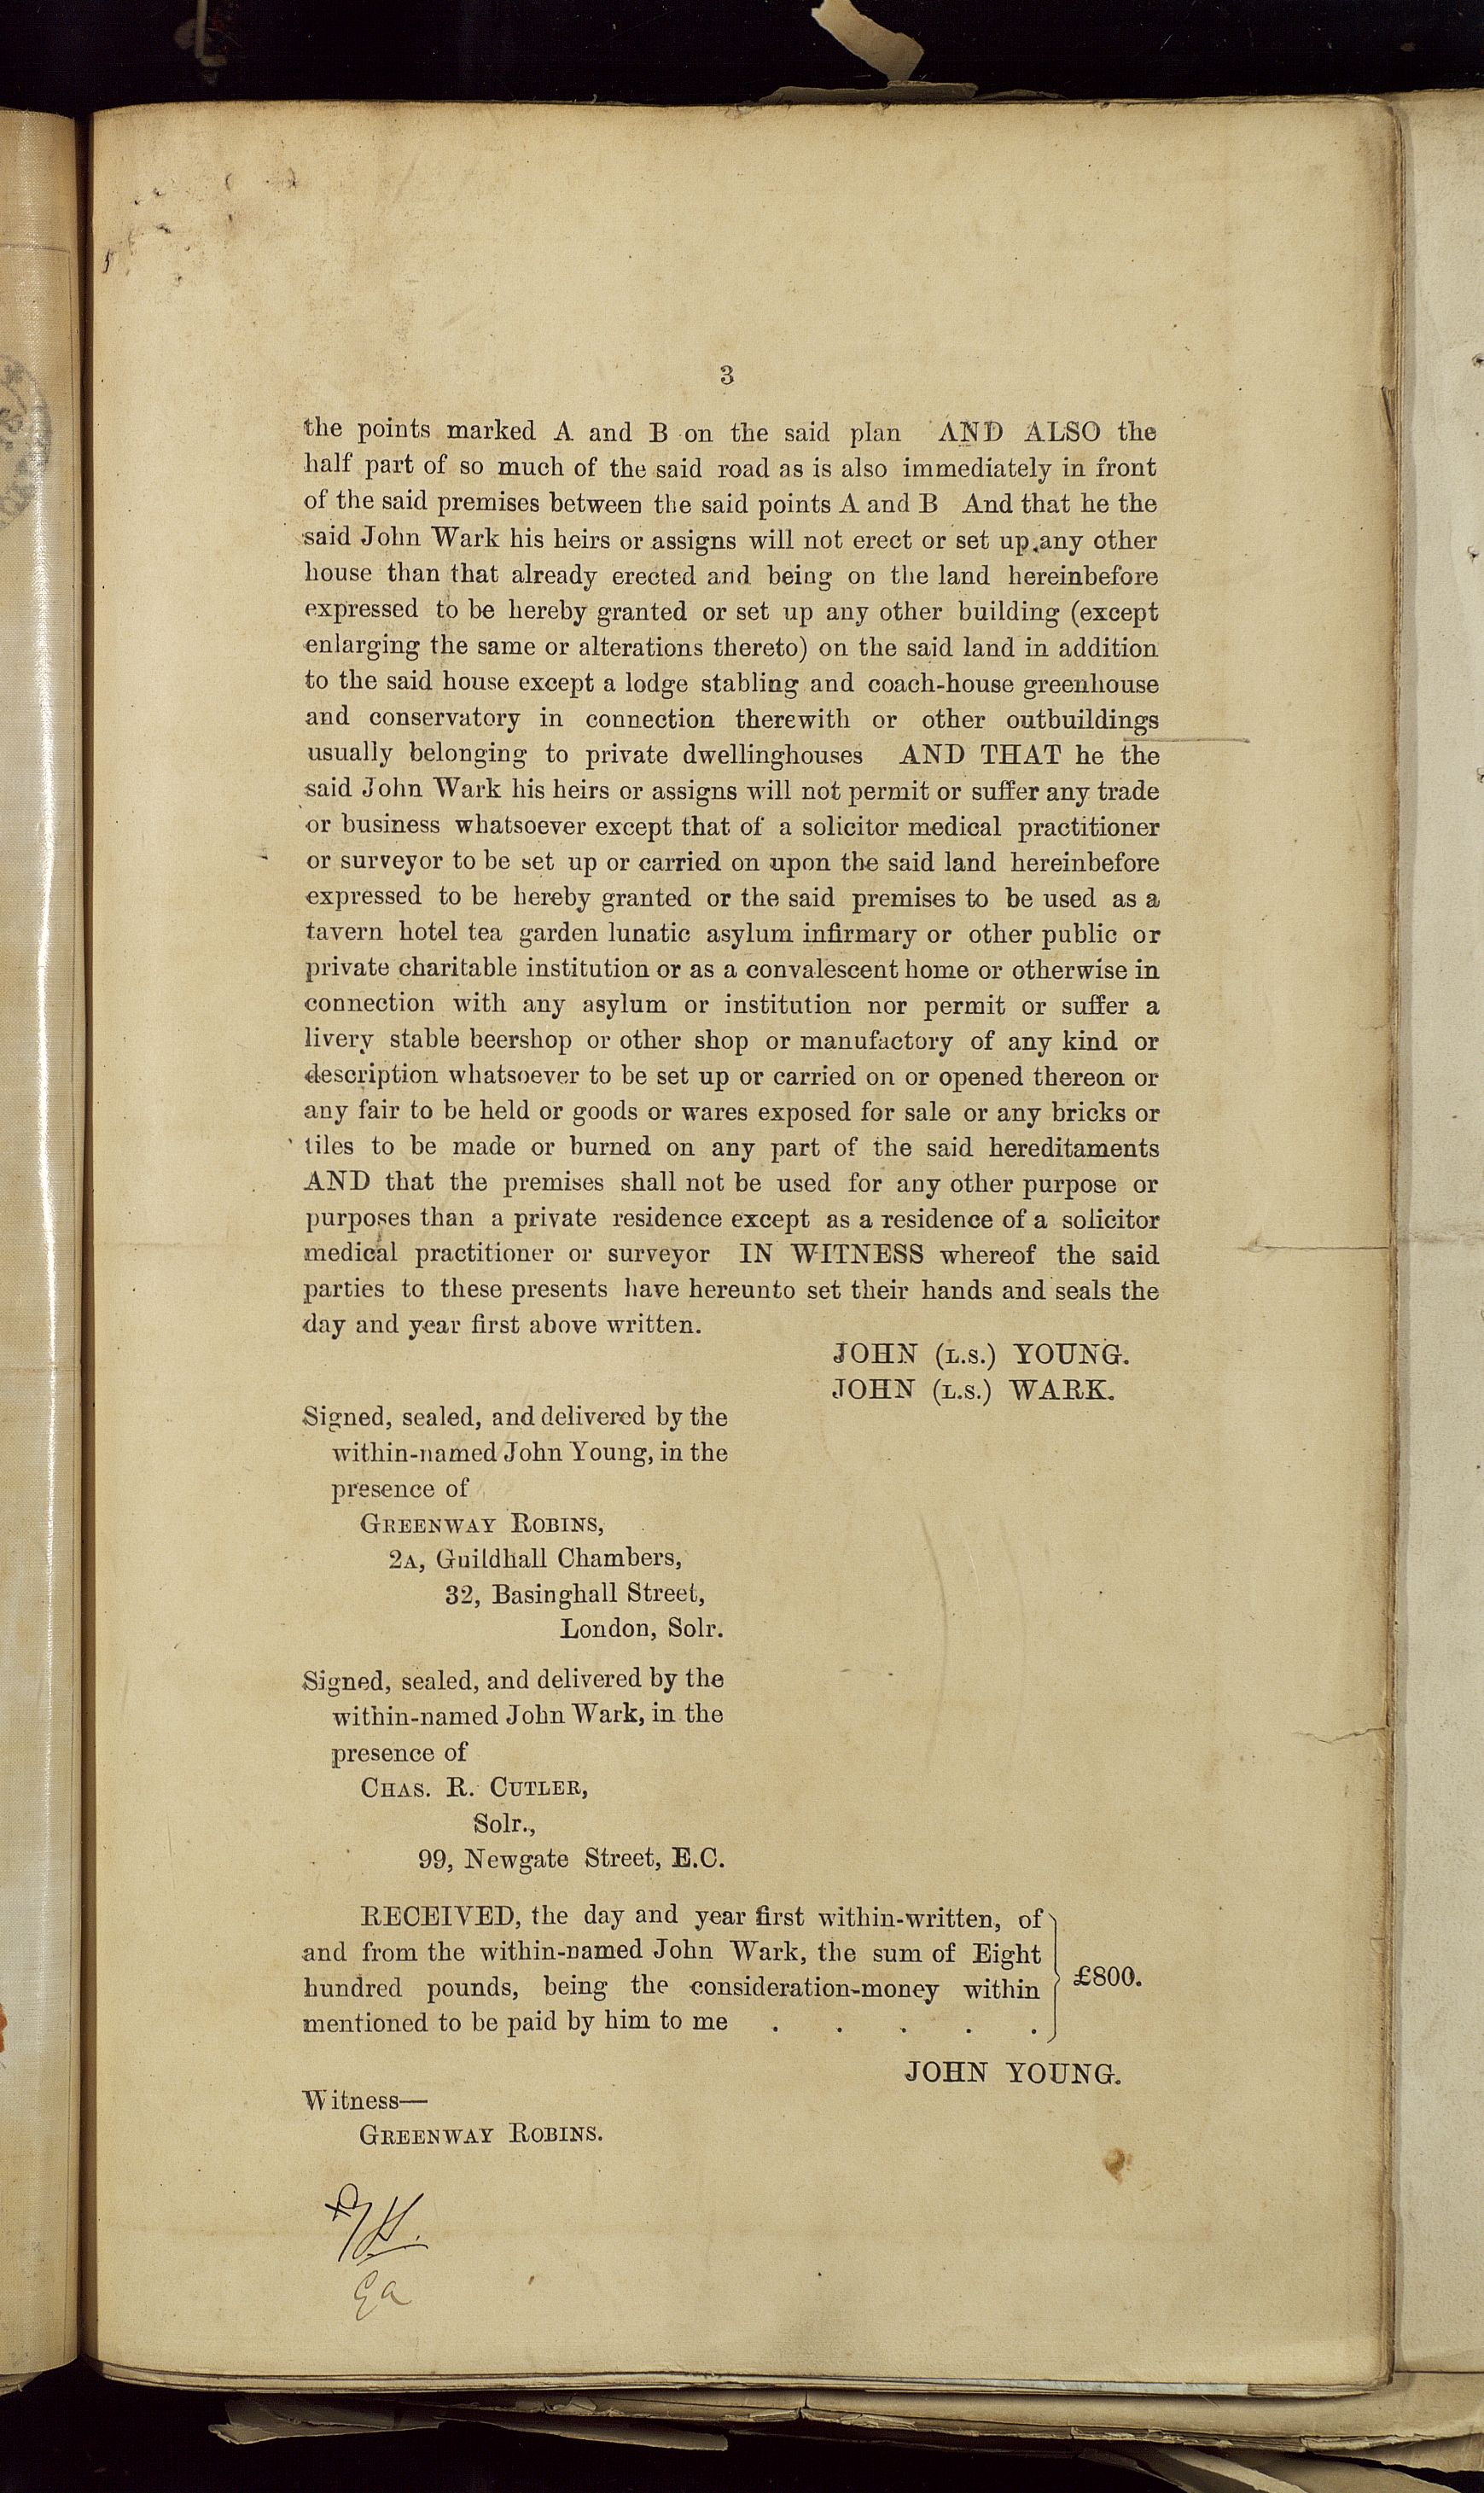 3
the points marked A and B on the said plan AND ALSO the
half part of so much of the said road as is also immediately in front
of the said premises between the said points A and B And that he the
said John Wark his heirs or assigns will not erect or set up any other
house than that already erected and being on the land hereinbefore
expressed to be hereby granted or set up any other building (except
enlarging the same or alterations thereto) on the said land in addition
to the said house except a lodge stabling and coach-house greenhouse
and conservatory in connection therewith or other outbuildings
usually belonging to private dwellinghouses AND THAT he the
said John Wark his heirs or assigns will not permit or suffer any trade
or business whatsoever except that of a solicitor medical practitioner
or surveyor to be set up or carried on upon the said land hereinbefore
expressed to be hereby granted or the said premises to be used as a
tavern hotel tea garden lunatic asylum infirmary or other public or
private charitable institution or as a convalescent home or otherwise in
connection with any asylum or institution nor permit or suffer a
livery stable beershop or other shop or manufactory of any kind or
description whatsoever to be set up or carried on or opened thereon or
any fair to be held or goods or wares exposed for sale or any bricks or
tiles to be made or burned on any part of the said hereditaments
AND that the premises shall not be used for any other purpose or
purposes than a private residence except as a residence of a solicitor
medical practitioner or surveyor IN WITNESS whereof the said
parties to these presents have hereunto set their hands and seals the
day and year first above written.
JOHN (L.S.) YOUNG.
JOHN (L.S.) WARK.
Signed, sealed, and delivered by the
within-named John Young, in the
presence of
GREENWAY ROBINS,
2A, Guildhall Chambers,
32, Basinghall Street,
London, Solr.
Signed, sealed, and delivered by the
within-named John Wark, in the
presence of
CHAS. R. CUTLER,
Solr.,
99, Newgate Street, E.C.
RECEIVED, the day and year first within-written, of
and from the within-named John Wark, the sum of Eight
hundred pounds, being the consideration-money within
mentioned to be paid by him to me . . . . .
£800.
JOHN YOUNG.
Witness—
GREENWAY ROBINS.